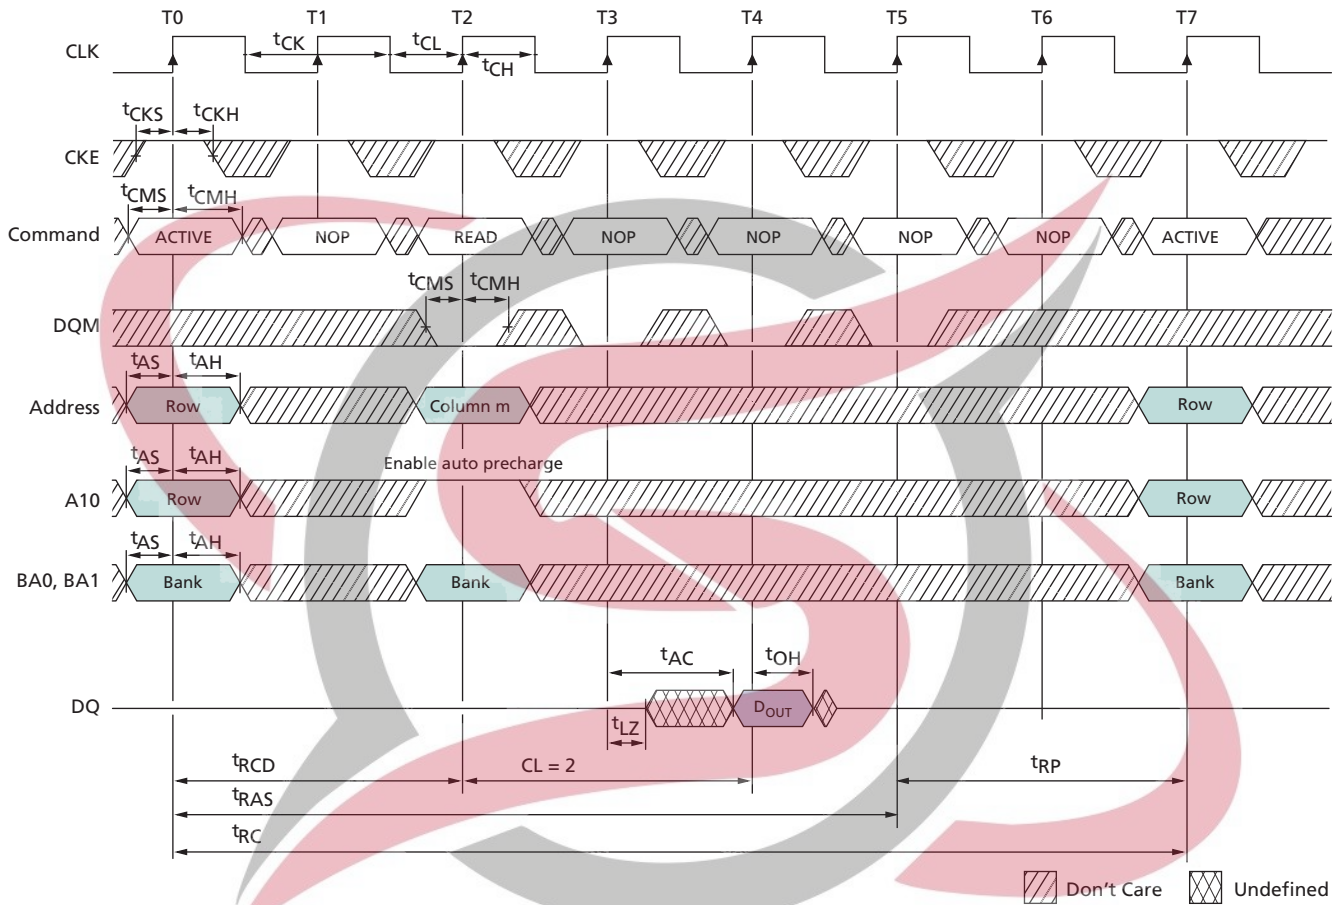 T0 T1 T2 T3 T4 T5 T6 T7
CLK
tCK tCL
tCH
tCKS tCKH
CKE
tCMS tCMH
Command ACTIVE NOP READ NOP NOP NOP NOP ACTIVE
tCMS tCMH
DQM
tAS tAH
Address Row Column m Row
tAS tAH
Enable auto precharge
A10 Row Row
tAS tAH
BA0, BA1 Bank Bank Bank
tAC tOH
DQ DOUT
tLZ
tRCD CL = 2 tRP
tRAS
tRC
Don't Care Undefined